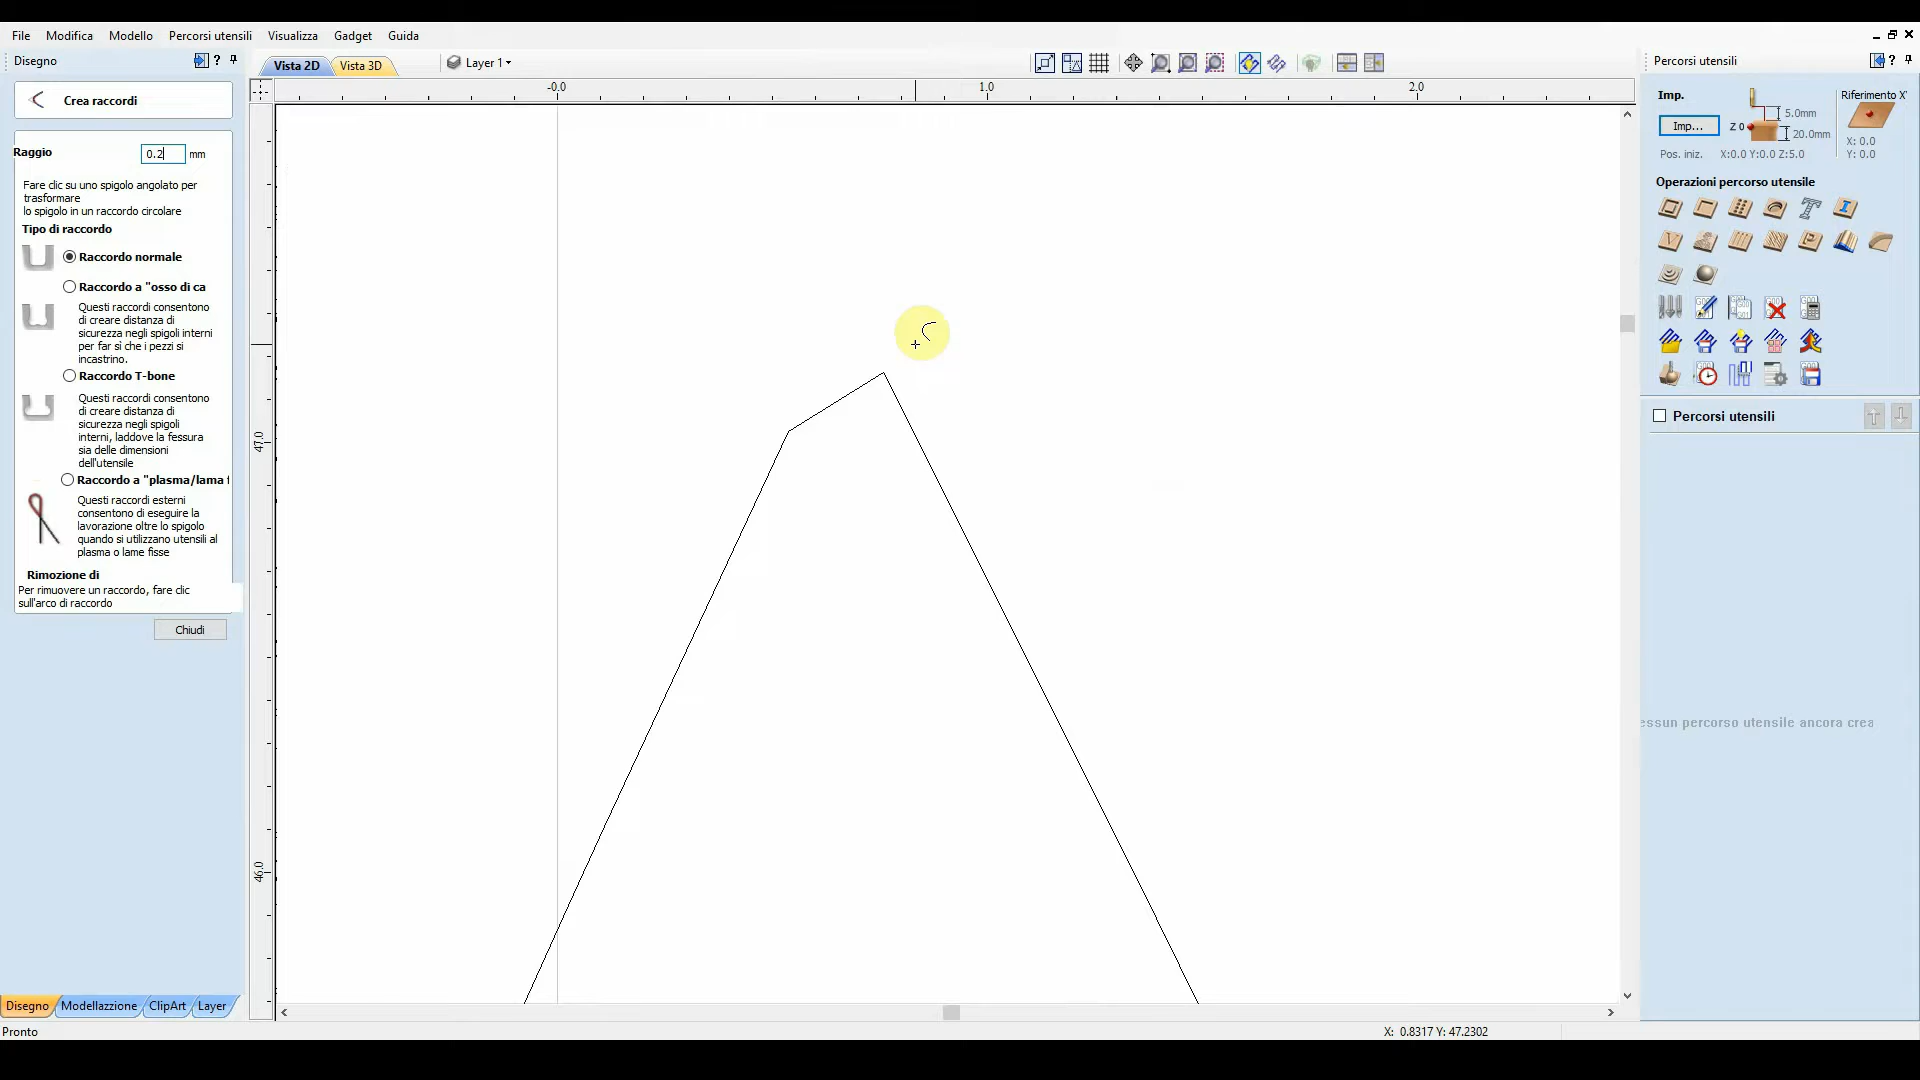 File Modifica Modello Percorsi utensili Visualizza Gadget Guida
Disegno ?
Crea raccordi
Raggio 0.2 mm
Fare clic su uno spigolo angolato per
trasformare
lo spigolo in un raccordo circolare
Tipo di raccordo
Raccordo normale
Raccordo a "osso di ca
Questi raccordi consentono
di creare distanza di
sicurezza negli spigoli interni
per far sì che i pezzi si
incastrino.
Raccordo T-bone
Questi raccordi consentono
di creare distanza di
sicurezza negli spigoli
interni, laddove la fessura
sia delle dimensioni
dell'utensile
Raccordo a "plasma/lama f
Questi raccordi esterni
consentono di eseguire la
lavorazione oltre lo spigolo
quando si utilizzano utensili al
plasma o lame fisse
Rimozione di
Per rimuovere un raccordo, fare clic
sull'arco di raccordo
Chiudi
Disegno Modellazzione ClipArt Layer
Pronto
Vista 2D Vista 3D Layer 1
-0.0 1.0 2.0
47.0
46.0
X: 0.8317 Y: 47.2302
Percorsi utensili ?
Imp. Riferimento X'
Imp... Z 0 5.0mm
20.0mm
X: 0.0
Y: 0.0
Pos. iniz. X:0.0 Y:0.0 Z:5.0
Operazioni percorso utensile
Percorsi utensili
essun percorso utensile ancora crea